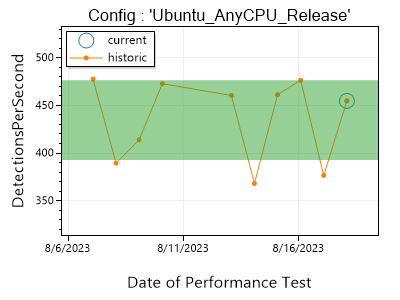 Config : 'Ubuntu_AnyCPU_Release'
current
historic
DetectionsPerSecond
500
450
400
350
8/6/2023
8/11/2023
8/16/2023
Date of Performance Test